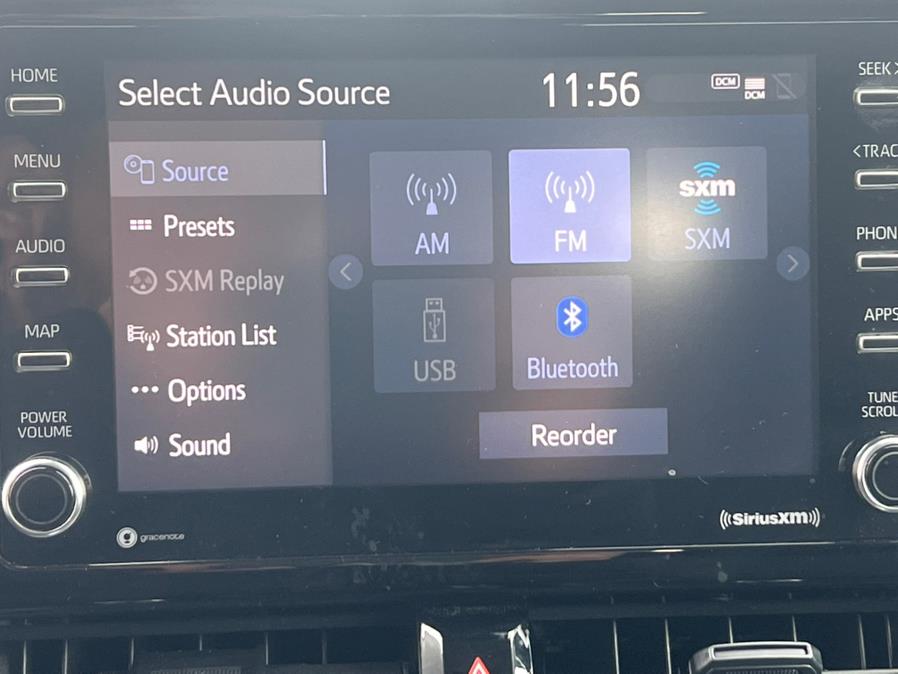 HOME
MENU
AUDIO
MAP
POWER
VOLUME
Select Audio Source
11:56
DCM
DCM
Source
Presets
SXM Replay
Station List
Options
Sound
AM
FM
sxm
SXM
USB
Bluetooth
Reorder
gracenote
SiriusXM
SEEK >
< TRAC
PHON
APPS
TUNE
SCROL